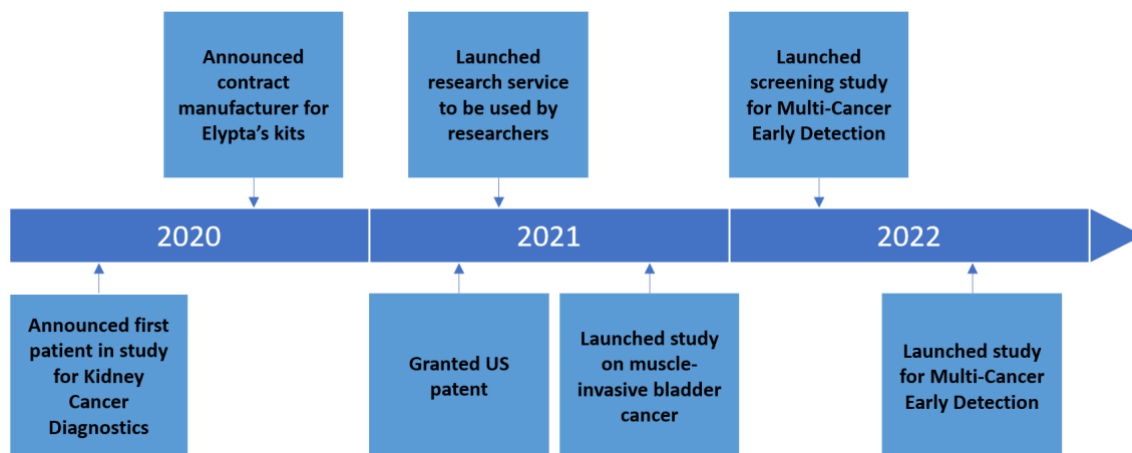 Announced
contract
manufacturer for
Elypta's kits
Launched
research service
to be used by
researchers
Launched
screening study
for Multi-Cancer
Early Detection
2020
2021
2022
Announced first
patient in study
for Kidney
Cancer
Diagnostics
Granted US
patent
Launched study
on muscle-
invasive bladder
cancer
Launched study
for Multi-Cancer
Early Detection